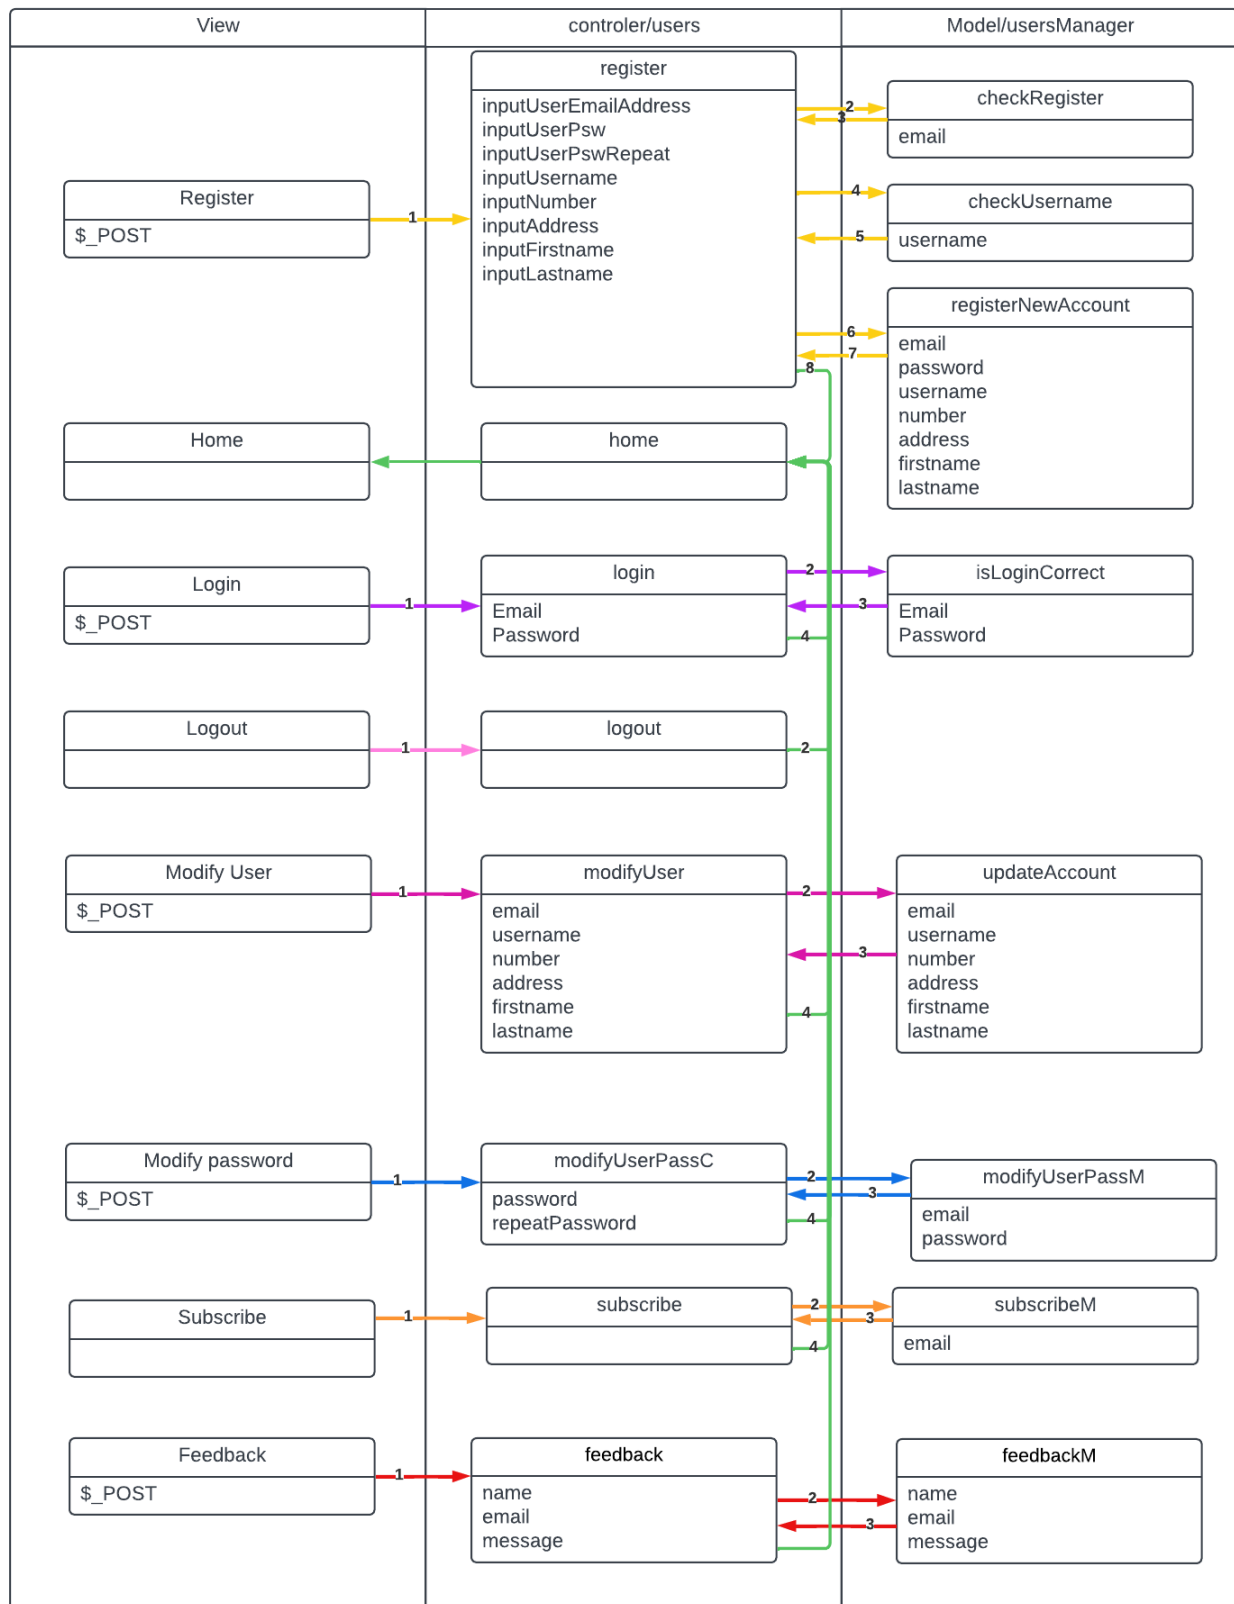 View
controler/users
Model/usersManager
register
inputUserEmailAddress
inputUserPsw
inputUserPswRepeat
inputUsername
inputNumber
inputAddress
inputFirstname
inputLastname
checkRegister
email
2
3
Register
$_POST
1
checkUsername
username
4
5
registerNewAccount
email
password
username
number
address
firstname
lastname
6
7
8
Home
home
Login
$_POST
1
login
Email
Password
2
3
4
isLoginCorrect
Email
Password
Logout
1
logout
2
Modify User
$_POST
1
modifyUser
email
username
number
address
firstname
lastname
2
3
4
updateAccount
email
username
number
address
firstname
lastname
Modify password
$_POST
1
modifyUserPassC
password
repeatPassword
2
3
4
modifyUserPassM
email
password
Subscribe
1
subscribe
2
3
4
subscribeM
email
Feedback
$_POST
1
feedback
name
email
message
2
3
feedbackM
name
email
message